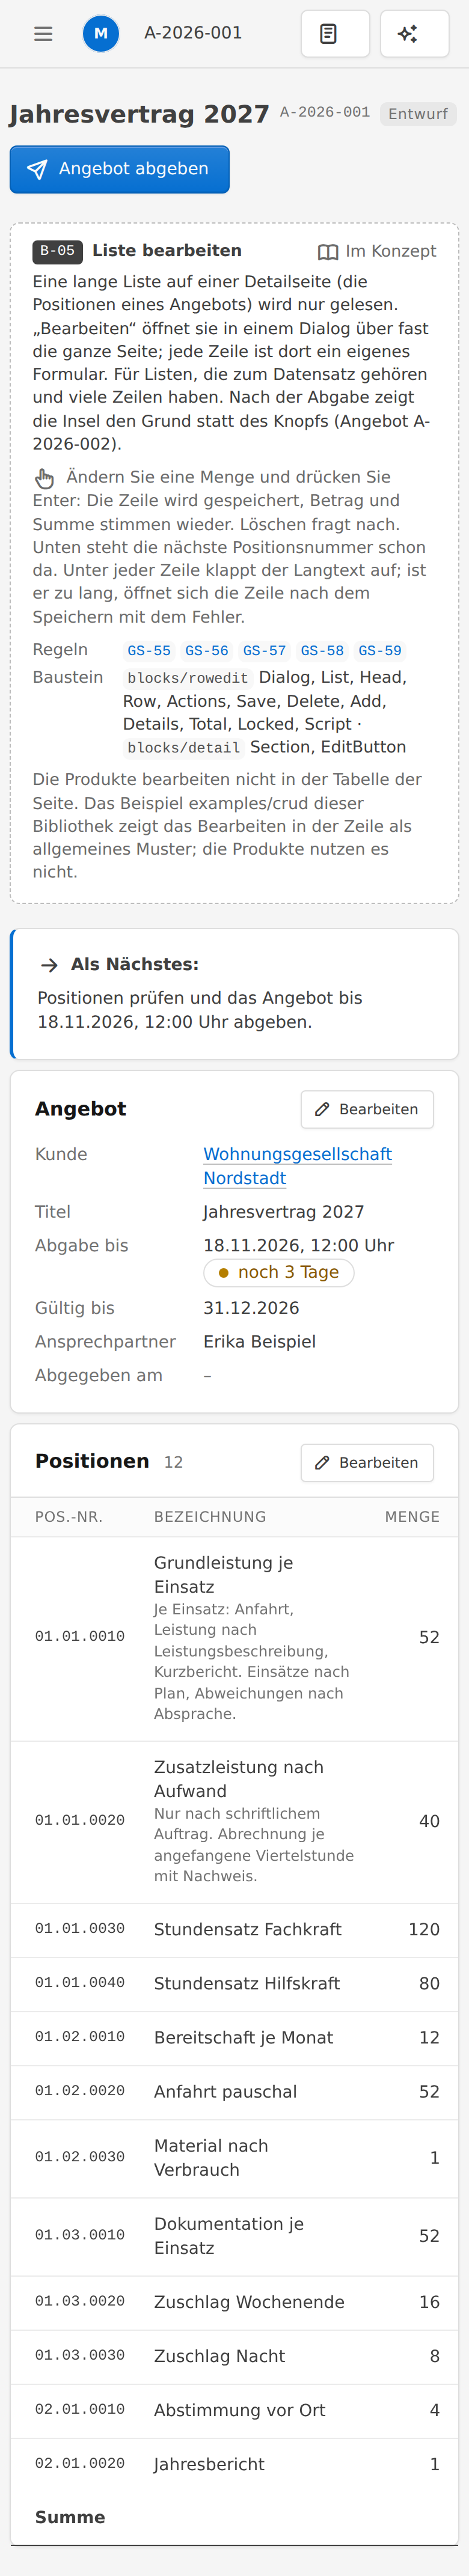 M A-2026-001
Jahresvertrag 2027 A-2026-001 Entwurf
Angebot abgeben
B-05 Liste bearbeiten Im Konzept
Eine lange Liste auf einer Detailseite (die
Positionen eines Angebots) wird nur gelesen.
„Bearbeiten“ öffnet sie in einem Dialog über fast
die ganze Seite; jede Zeile ist dort ein eigenes
Formular. Für Listen, die zum Datensatz gehören
und viele Zeilen haben. Nach der Abgabe zeigt
die Insel den Grund statt des Knopfs (Angebot A-
2026-002).
Ändern Sie eine Menge und drücken Sie
Enter: Die Zeile wird gespeichert, Betrag und
Summe stimmen wieder. Löschen fragt nach.
Unten steht die nächste Positionsnummer schon
da. Unter jeder Zeile klappt der Langtext auf; ist
er zu lang, öffnet sich die Zeile nach dem
Speichern mit dem Fehler.
Regeln GS-55 GS-56 GS-57 GS-58 GS-59
Baustein blocks/rowedit Dialog, List, Head,
Row, Actions, Save, Delete, Add,
Details, Total, Locked, Script ·
blocks/detail Section, EditButton
Die Produkte bearbeiten nicht in der Tabelle der
Seite. Das Beispiel examples/crud dieser
Bibliothek zeigt das Bearbeiten in der Zeile als
allgemeines Muster; die Produkte nutzen es
nicht.
Als Nächstes:
Positionen prüfen und das Angebot bis
18.11.2026, 12:00 Uhr abgeben.
Angebot Bearbeiten
Kunde Wohnungsgesellschaft
Nordstadt
Titel Jahresvertrag 2027
Abgabe bis 18.11.2026, 12:00 Uhr
noch 3 Tage
Gültig bis 31.12.2026
Ansprechpartner Erika Beispiel
Abgegeben am –
Positionen 12 Bearbeiten
POS.-NR. BEZEICHNUNG MENGE
Grundleistung je
Einsatz
Je Einsatz: Anfahrt,
Leistung nach
01.01.0010 Leistungsbeschreibung, 52
Kurzbericht. Einsätze nach
Plan, Abweichungen nach
Absprache.
Zusatzleistung nach
Aufwand
01.01.0020 Nur nach schriftlichem 40
Auftrag. Abrechnung je
angefangene Viertelstunde
mit Nachweis.
01.01.0030 Stundensatz Fachkraft 120
01.01.0040 Stundensatz Hilfskraft 80
01.02.0010 Bereitschaft je Monat 12
01.02.0020 Anfahrt pauschal 52
01.02.0030 Material nach 1
Verbrauch
01.03.0010 Dokumentation je 52
Einsatz
01.03.0020 Zuschlag Wochenende 16
01.03.0030 Zuschlag Nacht 8
02.01.0010 Abstimmung vor Ort 4
02.01.0020 Jahresbericht 1
Summe